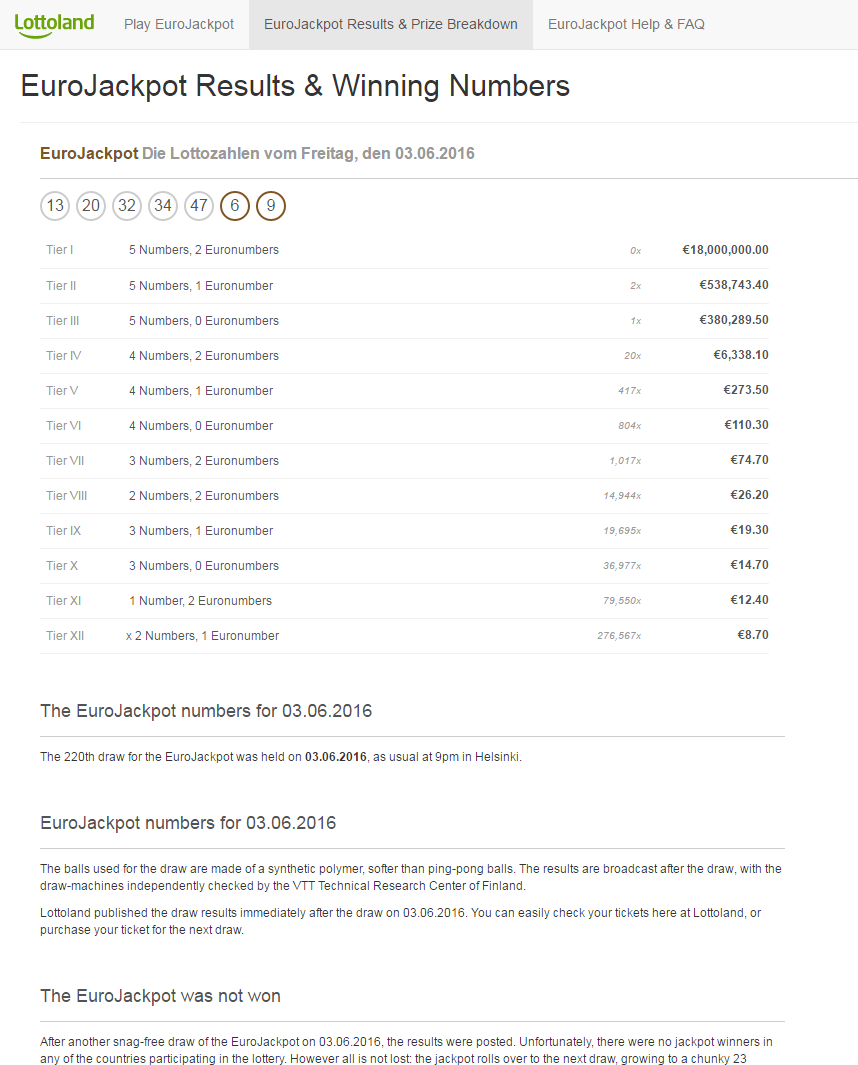 Lottoland Play EuroJackpot EuroJackpot Results & Prize Breakdown EuroJackpot Help & FAQ
EuroJackpot Results & Winning Numbers
EuroJackpot Die Lottozahlen vom Freitag, den 03.06.2016
13 20 32 34 47 6 9
Tier I 5 Numbers, 2 Euronumbers 0x €18,000,000.00
Tier II 5 Numbers, 1 Euronumber 2x €538,743.40
Tier III 5 Numbers, 0 Euronumbers 1x €380,289.50
Tier IV 4 Numbers, 2 Euronumbers 20x €6,338.10
Tier V 4 Numbers, 1 Euronumber 417x €273.50
Tier VI 4 Numbers, 0 Euronumber 804x €110.30
Tier VII 3 Numbers, 2 Euronumbers 1,017x €74.70
Tier VIII 2 Numbers, 2 Euronumbers 14,944x €26.20
Tier IX 3 Numbers, 1 Euronumber 19,695x €19.30
Tier X 3 Numbers, 0 Euronumbers 36,977x €14.70
Tier XI 1 Number, 2 Euronumbers 79,550x €12.40
Tier XII x 2 Numbers, 1 Euronumber 276,567x €8.70
The EuroJackpot numbers for 03.06.2016
The 220th draw for the EuroJackpot was held on 03.06.2016, as usual at 9pm in Helsinki.
EuroJackpot numbers for 03.06.2016
The balls used for the draw are made of a synthetic polymer, softer than ping-pong balls. The results are broadcast after the draw, with the
draw-machines independently checked by the VTT Technical Research Center of Finland.
Lottoland published the draw results immediately after the draw on 03.06.2016. You can easily check your tickets here at Lottoland, or
purchase your ticket for the next draw.
The EuroJackpot was not won
After another snag-free draw of the EuroJackpot on 03.06.2016, the results were posted. Unfortunately, there were no jackpot winners in
any of the countries participating in the lottery. However all is not lost: the jackpot rolls over to the next draw, growing to a chunky 23